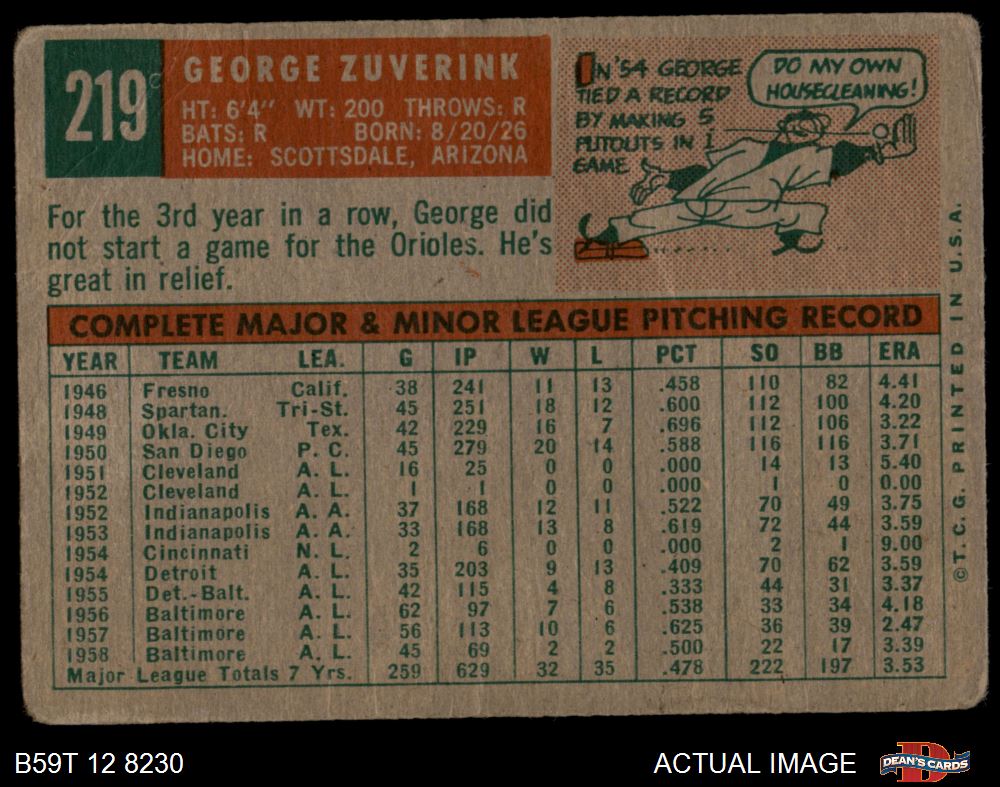 219
GEORGE ZUVERINK
HT: 6'4" WT: 200 THROWS: R
BATS: R BORN: 8/20/26
HOME: SCOTTSDALE, ARIZONA
IN '54 GEORGE
TIED A RECORD
BY MAKING 5
PUTOUTS IN 1
GAME
DO MY OWN
HOUSECLEANING!
For the 3rd year in a row, George did
not start a game for the Orioles. He's
great in relief.
COMPLETE MAJOR & MINOR LEAGUE PITCHING RECORD
YEAR TEAM LEA. G IP W L PCT SO BB ERA
1946 Fresno Calif. 38 241 11 13 .458 110 82 4.41
1948 Spartan. Tri-St. 45 251 18 12 .600 112 100 4.20
1949 Okla. City Tex. 42 229 16 7 .696 112 106 3.22
1950 San Diego P. C. 45 279 20 14 .588 116 116 3.71
1951 Cleveland A. L. 16 25 0 0 .000 14 13 5.40
1952 Cleveland A. L. 1 1 0 0 .000 1 0 0.00
1952 Indianapolis A. A. 37 168 12 11 .522 70 49 3.75
1953 Indianapolis A. A. 33 168 13 8 .619 72 44 3.59
1954 Cincinnati N. L. 2 6 0 0 .000 2 1 9.00
1954 Detroit A. L. 35 203 9 13 .409 70 62 3.59
1955 Det.-Balt. A. L. 42 115 4 8 .333 44 31 3.37
1956 Baltimore A. L. 62 97 7 6 .538 33 34 4.18
1957 Baltimore A. L. 56 113 10 6 .625 36 39 2.47
1958 Baltimore A. L. 45 69 2 2 .500 22 17 3.39
Major League Totals 7 Yrs. 259 629 32 35 .478 222 197 3.53
©T.C.G. PRINTED IN U.S.A.
B59T 12 8230
ACTUAL IMAGE
D
DEAN'S CARDS